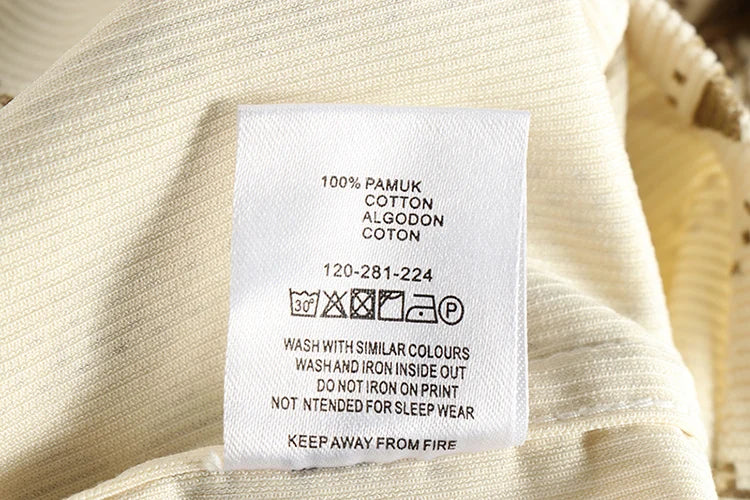 100% PAMUK
COTTON
ALGODON
COTON
120-281-224
30° P
WASH WITH SIMILAR COLOURS
WASH AND IRON INSIDE OUT
DO NOT IRON ON PRINT
NOT NTENDED FOR SLEEP WEAR
KEEP AWAY FROM FIRE